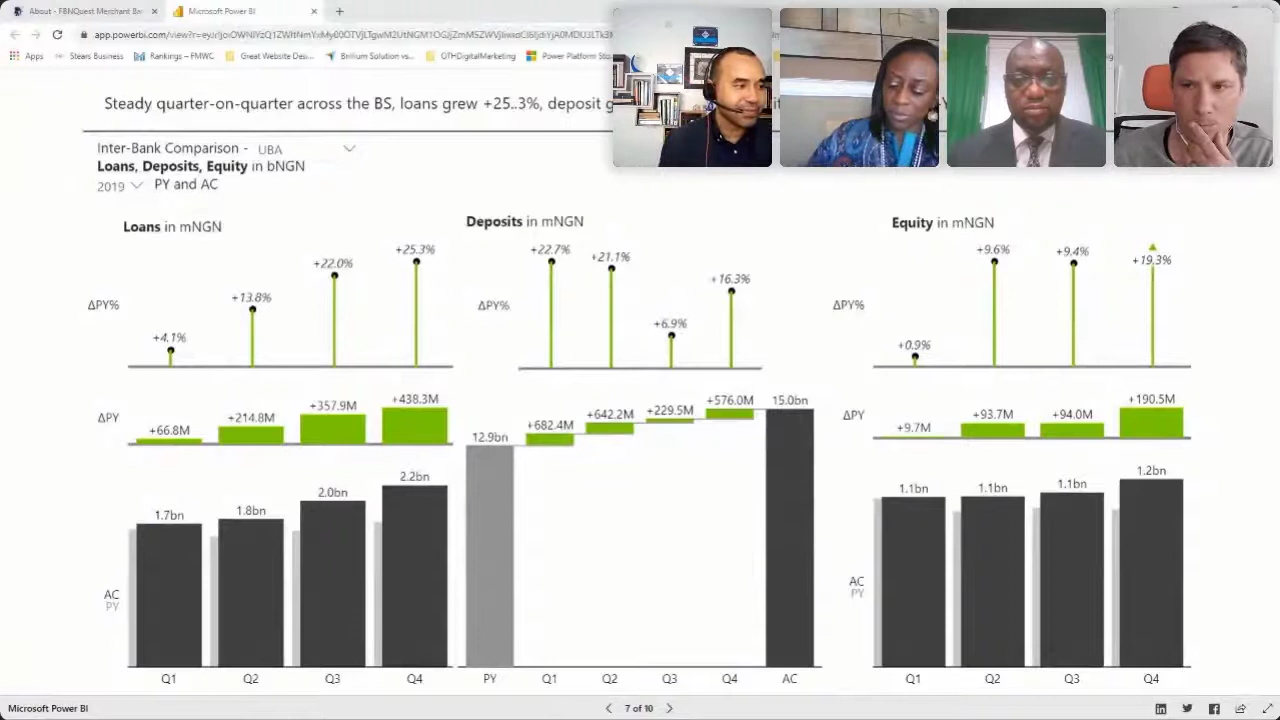 About - FBNQuest Merchant Ba
Microsoft Power BI
Apps
Stears Business
Rankings – FMWC
Great Website Desi...
Brillium Solution vs...
GTHDigitalMarketing
Steady quarter-on-quarter across the BS, loans grew +25..3%, deposit g
Inter-Bank Comparison - UBA
Loans, Deposits, Equity in bNGN
2019 PY and AC
Loans in mNGN
ΔPY%
+4.1%
+13.8%
+22.0%
+25.3%
ΔPY
+66.8M
+214.8M
+357.9M
+438.3M
1.7bn
1.8bn
2.0bn
2.2bn
AC
PY
Q1 Q2 Q3 Q4
Deposits in mNGN
ΔPY%
+22.7%
+21.1%
+6.9%
+16.3%
12.9bn
+682.4M
+642.2M
+229.5M
+576.0M
15.0bn
PY Q1 Q2 Q3 Q4 AC
Equity in mNGN
ΔPY%
+0.9%
+9.6%
+9.4%
+19.3%
ΔPY
+9.7M
+93.7M
+94.0M
+190.5M
1.1bn
1.1bn
1.1bn
1.2bn
AC
PY
Q1 Q2 Q3 Q4
Microsoft Power BI
7 of 10